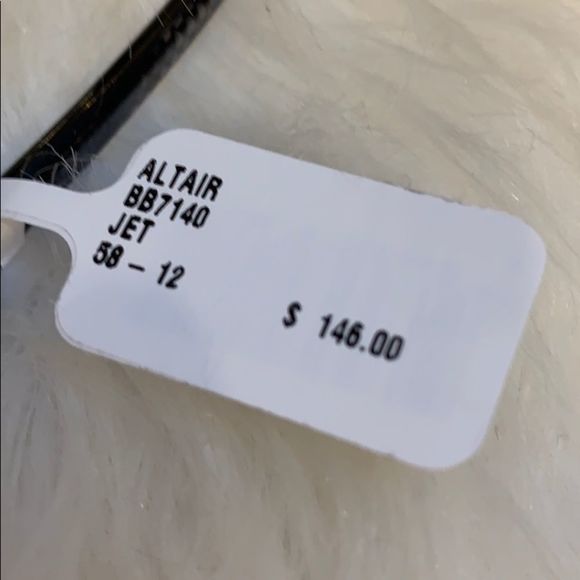 ALTAIR
BB7140
JET
58 - 12
$ 146.00